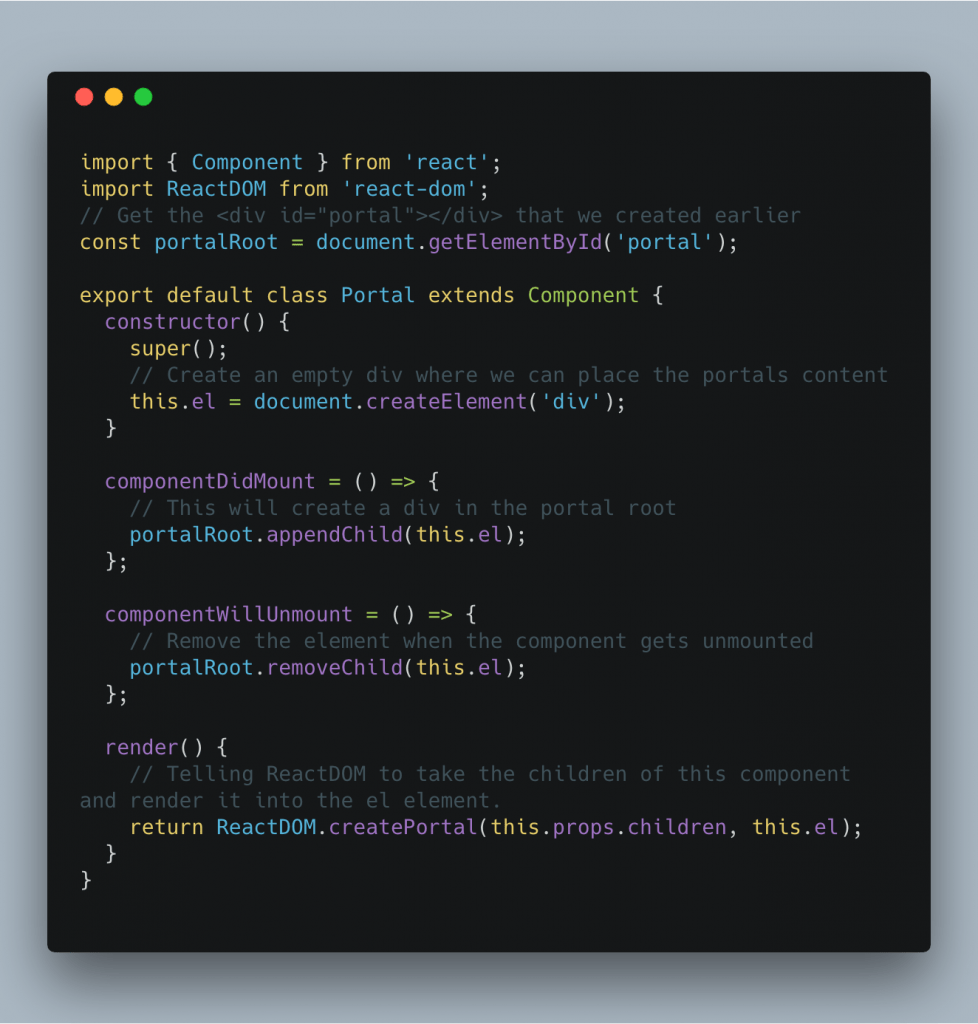 import { Component } from 'react';
import ReactDOM from 'react-dom';
// Get the <div id="portal"></div> that we created earlier
const portalRoot = document.getElementById('portal');

export default class Portal extends Component {
  constructor() {
    super();
    // Create an empty div where we can place the portals content
    this.el = document.createElement('div');
  }

  componentDidMount = () => {
    // This will create a div in the portal root
    portalRoot.appendChild(this.el);
  };

  componentWillUnmount = () => {
    // Remove the element when the component gets unmounted
    portalRoot.removeChild(this.el);
  };

  render() {
    // Telling ReactDOM to take the children of this component
and render it into the el element.
    return ReactDOM.createPortal(this.props.children, this.el);
  }
}